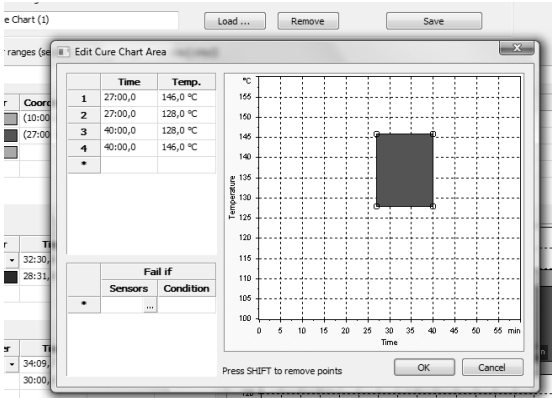 e Chart (1)
Load ...
Remove
Save
r ranges (se
Edit Cure Chart Area
Time Temp.
1 27:00,0 146,0 °C
2 27:00,0 128,0 °C
3 40:00,0 128,0 °C
4 40:00,0 146,0 °C
*
Fail if
Sensors Condition
* ...
°C
165
150
145
140
135
130
125
120
115
110
105
100
Temperature
0 5 10 15 20 25 30 35 40 45 50 55 min
Time
Press SHIFT to remove points
OK
Cancel
r Coord
(10:00
(27:00
r Ti
32:30,
28:31,
er Ti
34:09,
30:00,
120